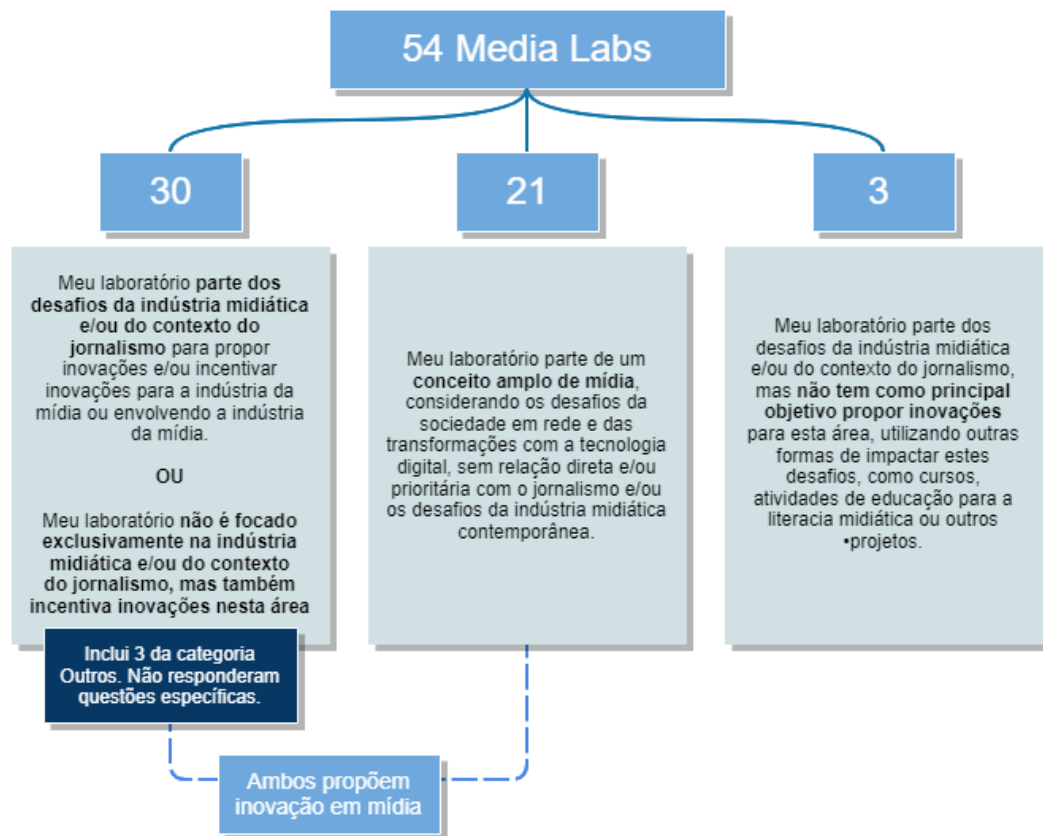 54 Media Labs
30
21
3
Meu laboratório parte dos
desafios da indústria midiática
e/ou do contexto do
jornalismo para propor
inovações e/ou incentivar
inovações para a indústria da
mídia ou envolvendo a indústria
da mídia.
OU
Meu laboratório não é focado
exclusivamente na indústria
midiática e/ou do contexto
do jornalismo, mas também
incentiva inovações nesta área
Inclui 3 da categoria
Outros. Não responderam
questões específicas.
Meu laboratório parte de um
conceito amplo de mídia,
considerando os desafios da
sociedade em rede e das
transformações com a tecnologia
digital, sem relação direta e/ou
prioritária com o jornalismo e/ou
os desafios da indústria midiática
contemporânea.
Meu laboratório parte dos
desafios da indústria midiática
e/ou do contexto do jornalismo,
mas não tem como principal
objetivo propor inovações
para esta área, utilizando outras
formas de impactar estes
desafios, como cursos,
atividades de educação para a
literacia midiática ou outros
•projetos.
Ambos propõem
inovação em mídia